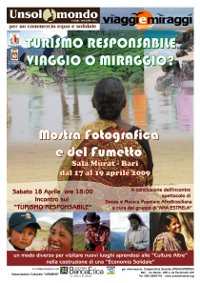 Unsolomondo
viaggiemiraggi
per un commercio equo e solidale
TURISMO RESPONSABILE
VIAGGIO O MIRAGGIO?
Mostra Fotografica
e del Fumetto
Sala Murat - Bari
dal 17 al 19 aprile 2009
Sabato 18 Aprile ore 18:00
Incontro sul
"TURISMO RESPONSABILE"
A conclusione dell'incontro
spettacolo di
Danza e Musica Popolare AfroBrasiliana
a cura del gruppo di "ANA ESTRELA"
un modo diverso per visitare nuovi luoghi aprendosi alle "Culture Altre"
nella costruzione di una "Economia Solidale"